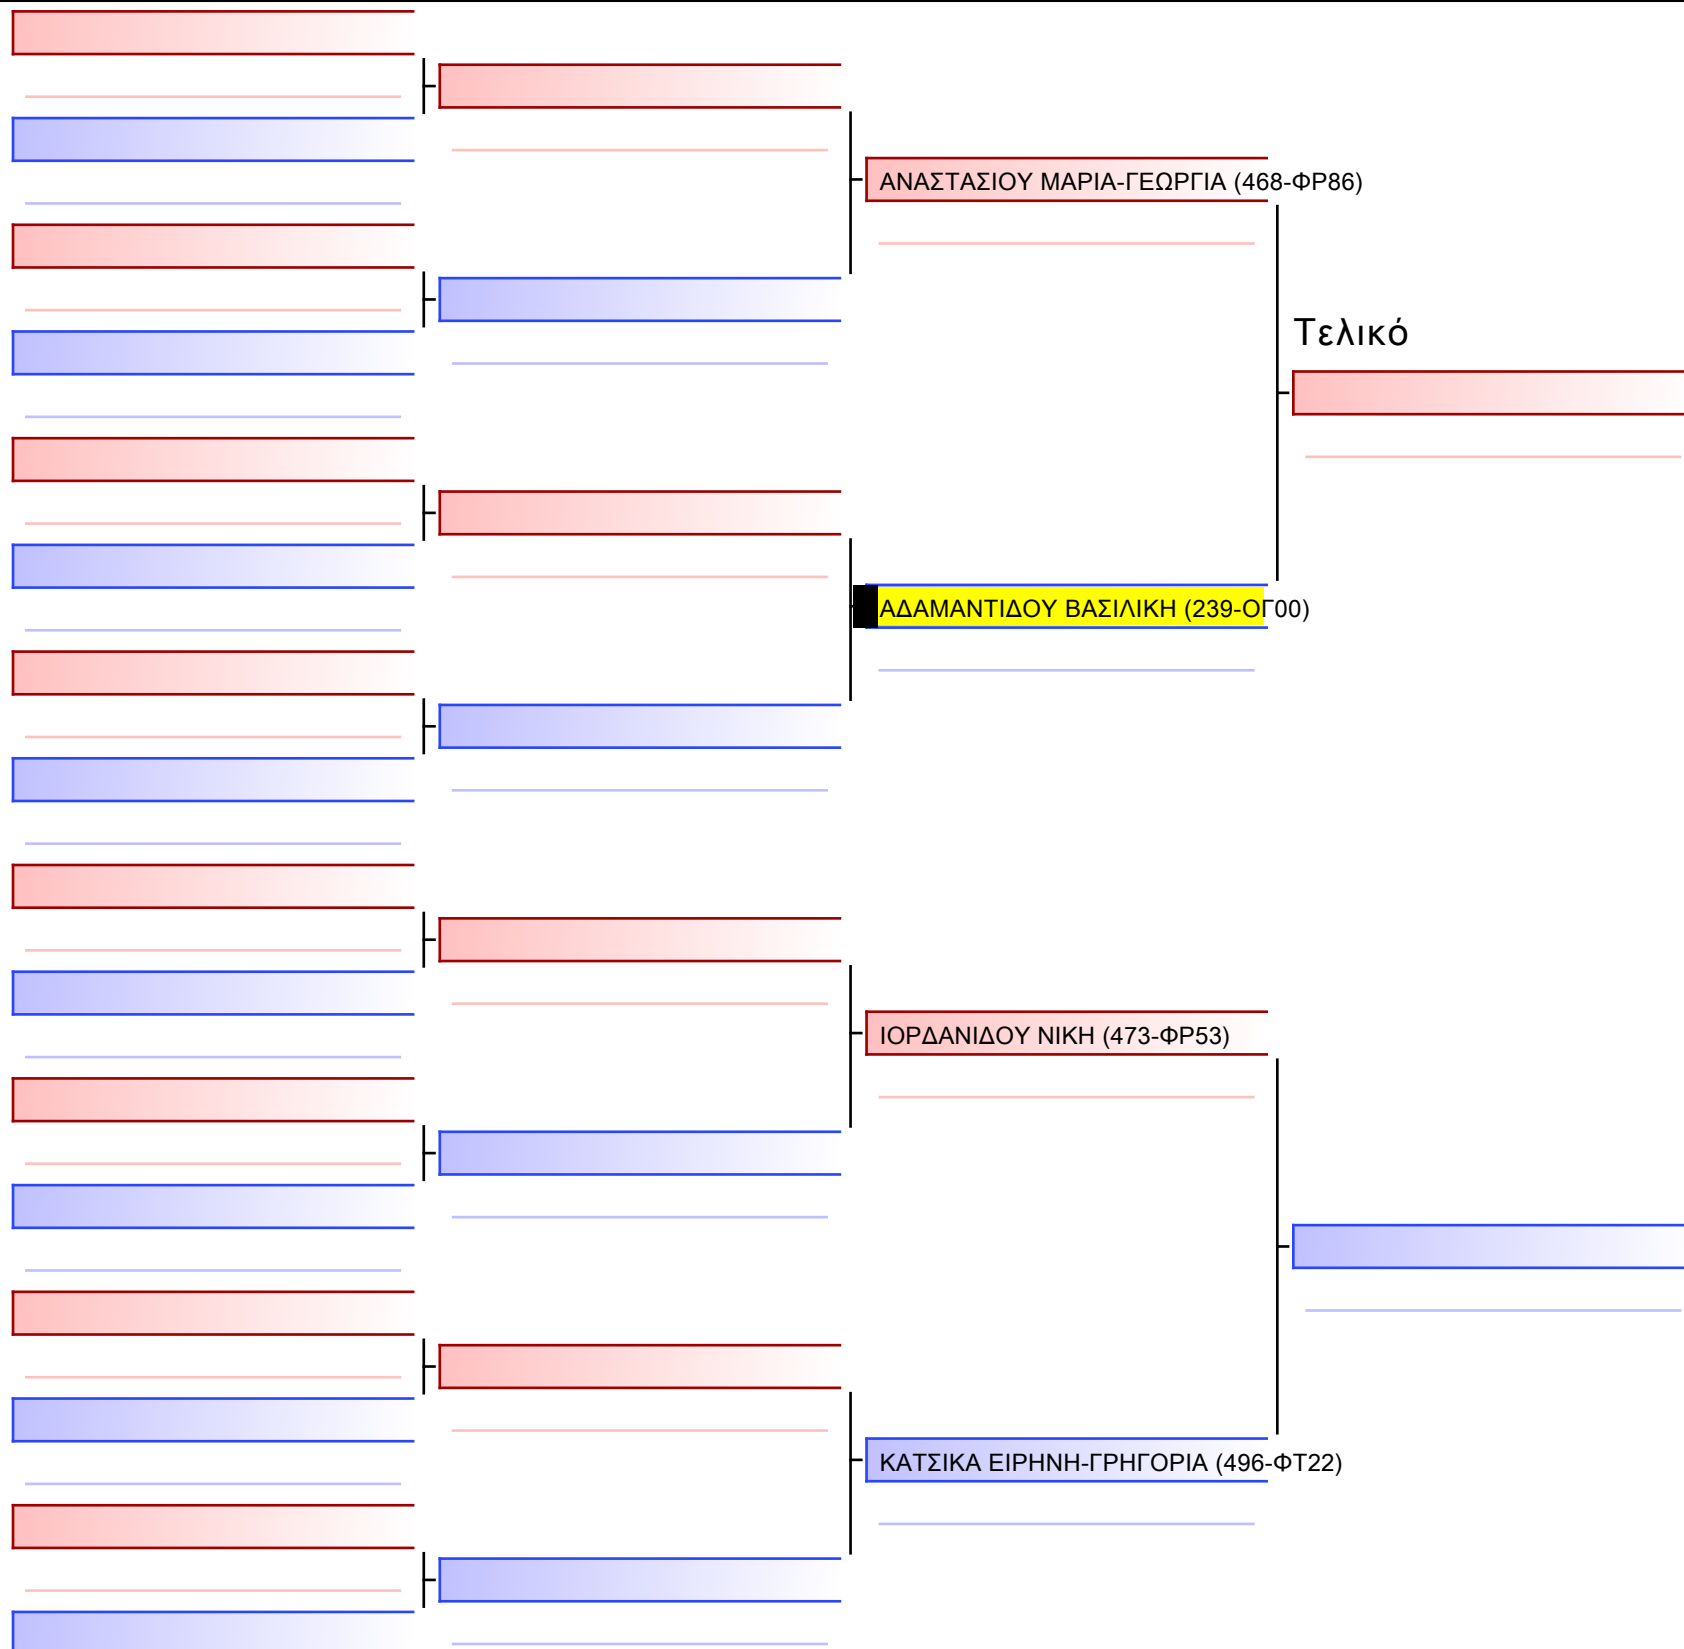 ΑΝΑΣΤΑΣΙΟΥ ΜΑΡΙΑ-ΓΕΩΡΓΙΑ (468-ΦΡ86)
Τελικό
ΑΔΑΜΑΝΤΙΔΟΥ ΒΑΣΙΛΙΚΗ (239-ΟΓ00)
ΙΟΡΔΑΝΙΔΟΥ ΝΙΚΗ (473-ΦΡ53)
ΚΑΤΣΙΚΑ ΕΙΡΗΝΗ-ΓΡΗΓΟΡΙΑ (496-ΦΤ22)